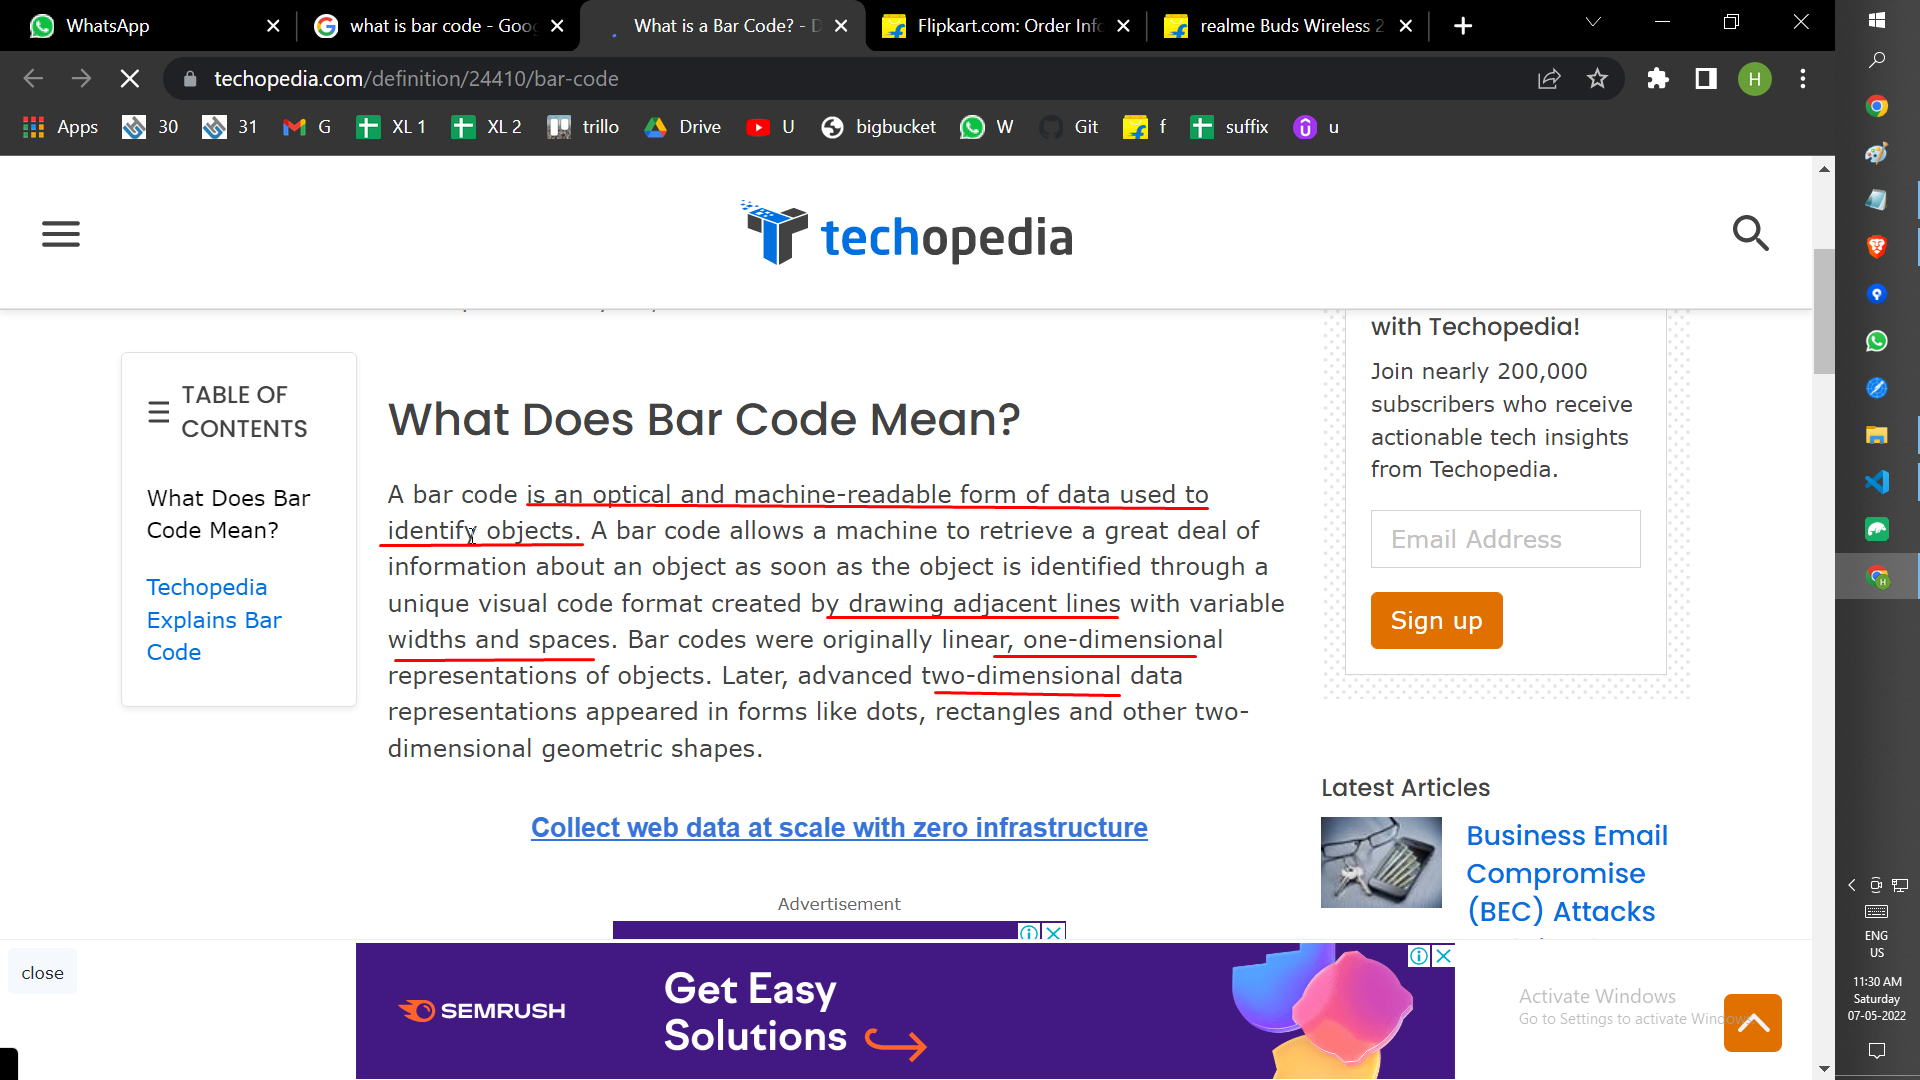 WhatsApp
what is bar code - Goo
What is a Bar Code? - D
Flipkart.com: Order Info
realme Buds Wireless 2
techopedia.com/definition/24410/bar-code
H
Apps
30
31
G
XL 1
XL 2
trillo
Drive
U
bigbucket
W
Git
f
suffix
u
techopedia
TABLE OF
CONTENTS
What Does Bar
Code Mean?
Techopedia
Explains Bar
Code
What Does Bar Code Mean?
A bar code is an optical and machine-readable form of data used to
identify objects. A bar code allows a machine to retrieve a great deal of
information about an object as soon as the object is identified through a
unique visual code format created by drawing adjacent lines with variable
widths and spaces. Bar codes were originally linear, one-dimensional
representations of objects. Later, advanced two-dimensional data
representations appeared in forms like dots, rectangles and other two-
dimensional geometric shapes.
Collect web data at scale with zero infrastructure
Advertisement
with Techopedia!
Join nearly 200,000
subscribers who receive
actionable tech insights
from Techopedia.
Email Address
Sign up
Latest Articles
Business Email
Compromise
(BEC) Attacks
close
SEMRUSH
Get Easy
Solutions
Activate Windows
Go to Settings to activate Windows.
ENG
US
11:30 AM
Saturday
07-05-2022